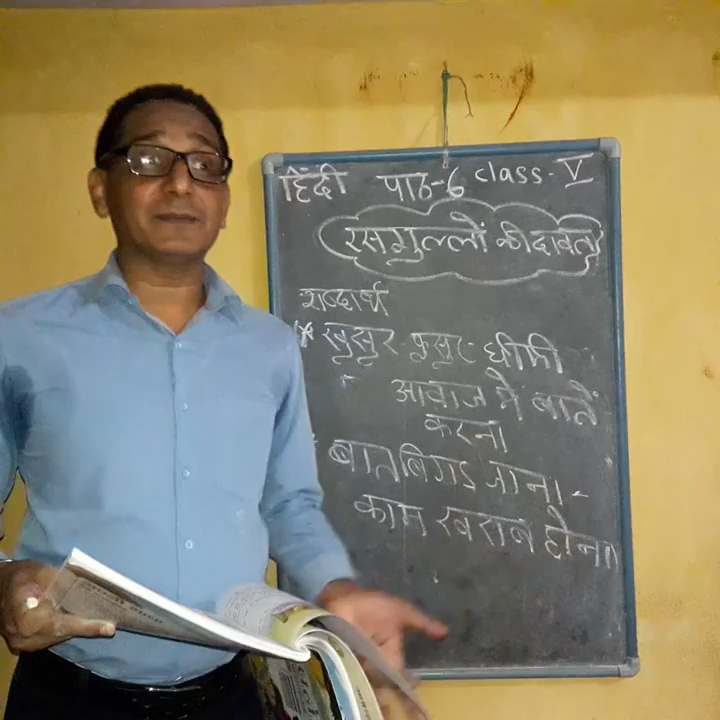 हिंदी पाठ-6 class-V
रसगुल्लों की दावत
शब्दार्थ
* खुसुर-फुसुर- धीमी
आवाज में बातें
करना
बात बिगड़ जाना-
काम खराब होना